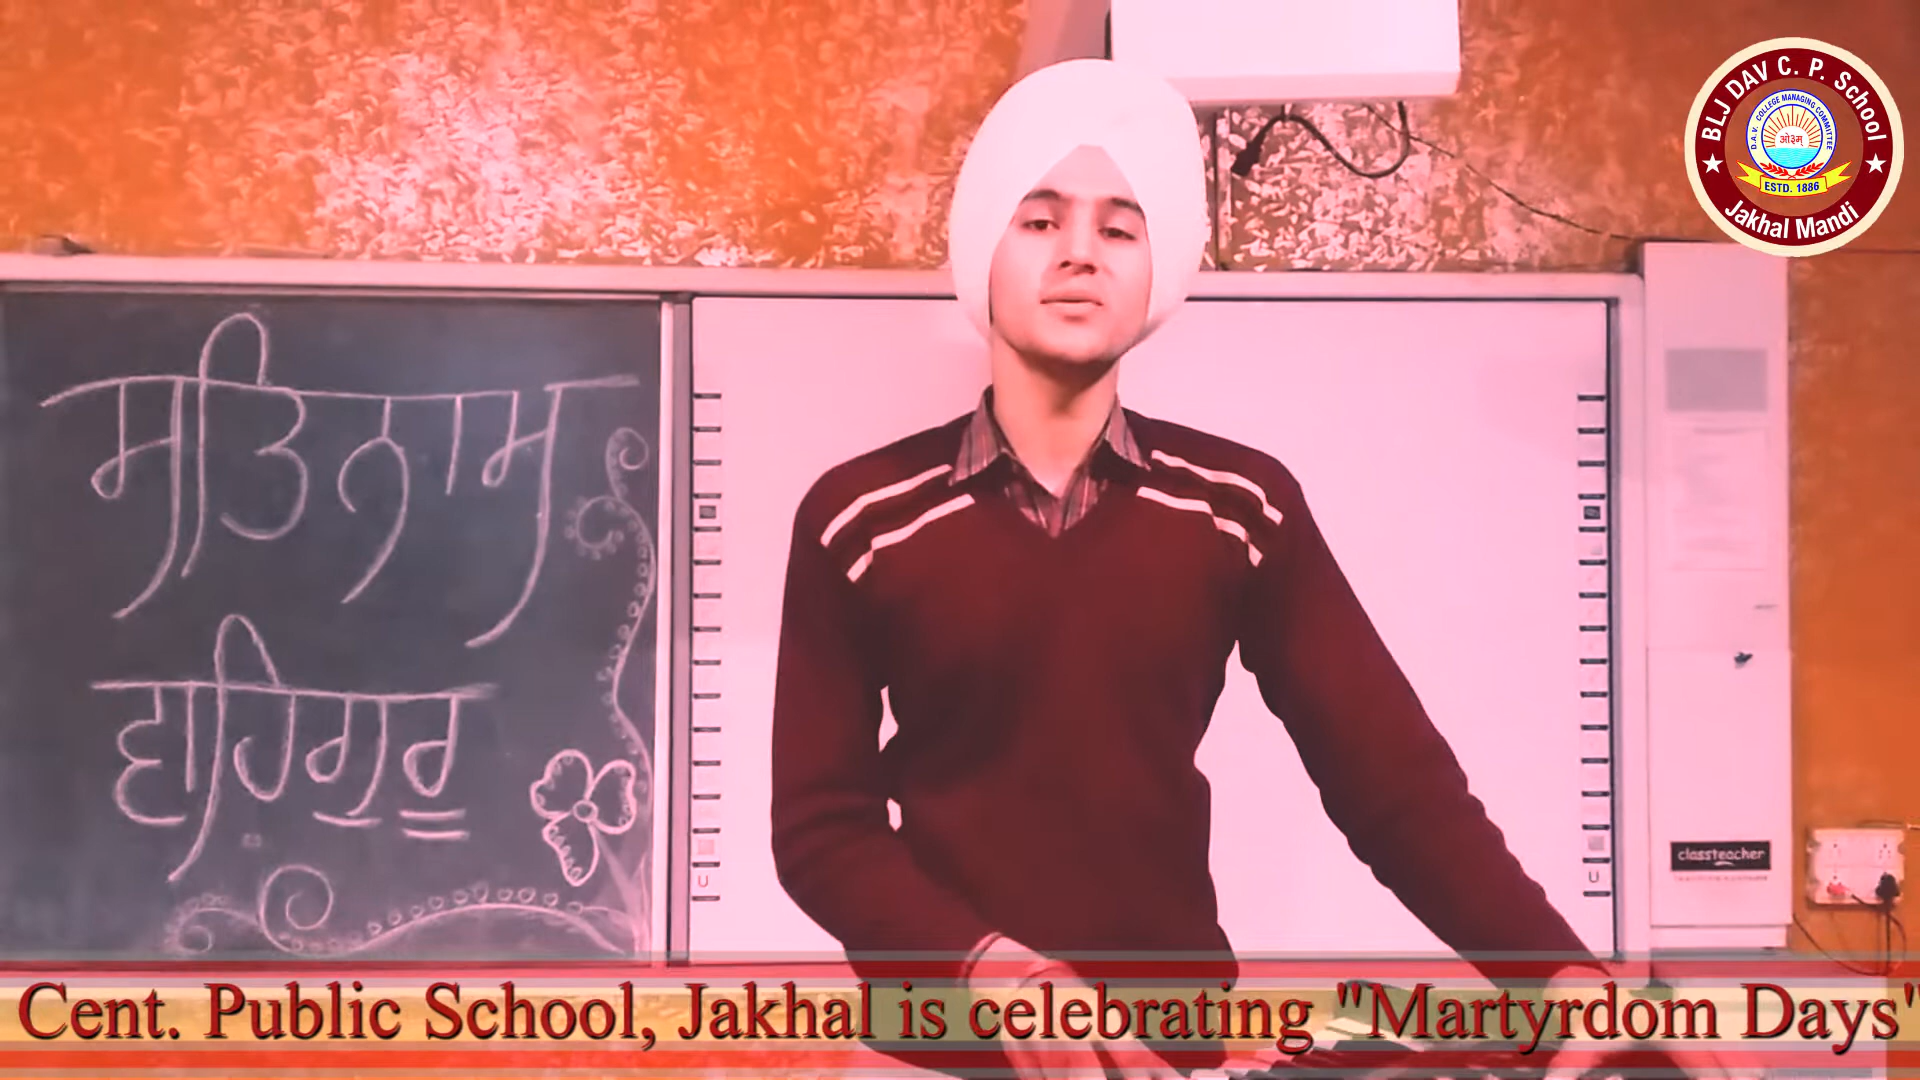 ਸਤਿਨਾਮੁ
ਵਾਹਿਗੁਰੂ
BLJ DAV C. P. School
D.A.V. COLLEGE MANAGING COMMITTEE
ओ३म्
ESTD. 1886
Jakhal Mandi
classteacher
Cent. Public School, Jakhal is celebrating "Martyrdom Days"